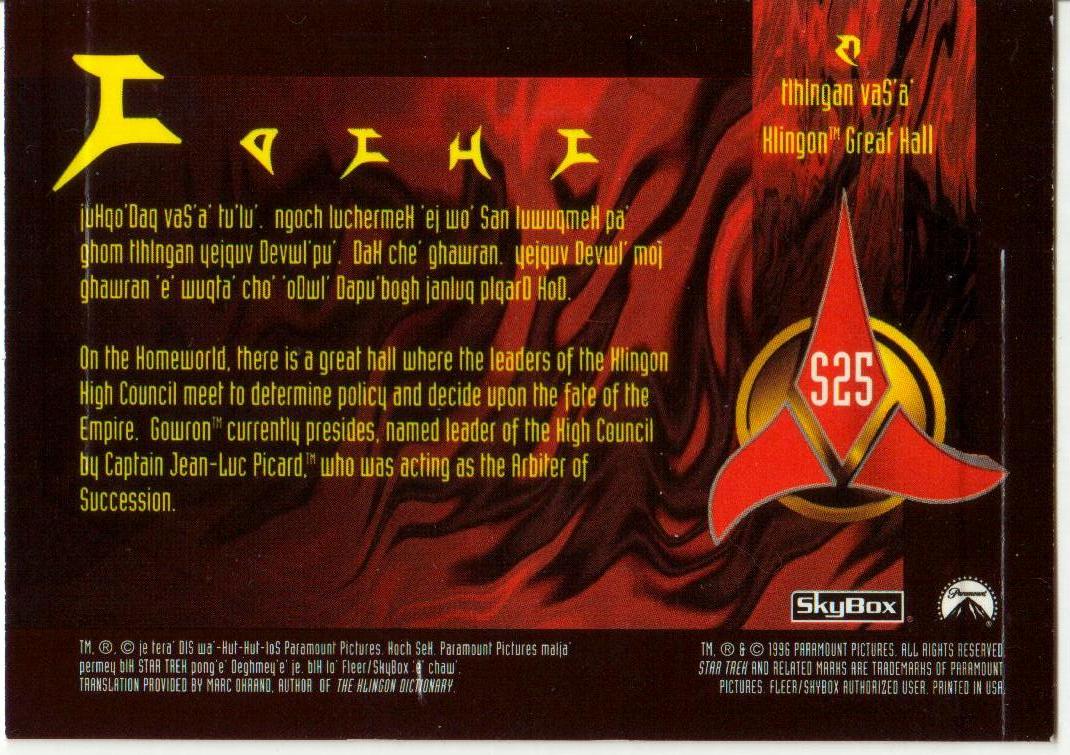 tlhIngan vaS'a'
Klingon™ Great Hall
juHqo'Daq vaS'a' tu'lu'. ngoch luchermeH 'ej wo' San luwuqmeH pa'
ghom tlhIngan yejquv DevwI'pu'. DaH che' ghawran. yejquv DevwI' moj
ghawran 'e' wuqta' cho' 'oDwI' Dapu'bogh janluq pIqarD HoD.
On the Homeworld, there is a great hall where the leaders of the Klingon
High Council meet to determine policy and decide upon the fate of the
Empire. Gowron™ currently presides, named leader of the High Council
by Captain Jean-Luc Picard,™ who was acting as the Arbiter of
Succession.
S25
SkyBox®
Paramount®
TM, ®, © je tera' DIS wa'-Hut-Hut-loS Paramount Pictures. Hoch SeH. Paramount Pictures malja'
permey bIH STAR TREK pong'e' Deghmey'e' je. bIH lo' Fleer/SkyBox 'e' chaw'.
TRANSLATION PROVIDED BY MARC OKRAND, AUTHOR OF THE KLINGON DICTIONARY.
TM, ® & © 1996 PARAMOUNT PICTURES. ALL RIGHTS RESERVED.
STAR TREK AND RELATED MARKS ARE TRADEMARKS OF PARAMOUNT
PICTURES. FLEER/SKYBOX AUTHORIZED USER. PRINTED IN USA